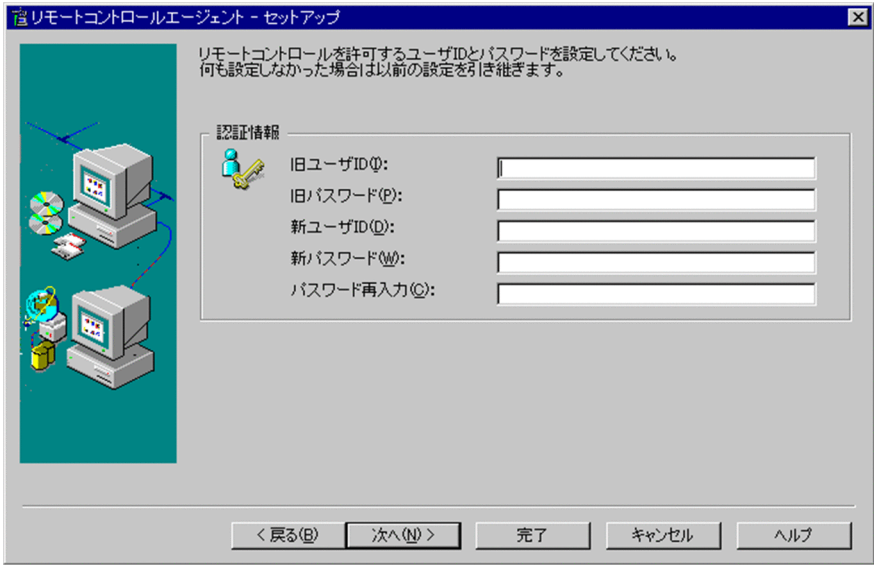 リモートコントロールエージェント - セットアップ
リモートコントロールを許可するユーザIDとパスワードを設定してください。
何も設定しなかった場合は以前の設定を引き継ぎます。
認証情報
旧ユーザID(I):
旧パスワード(P):
新ユーザID(D):
新パスワード(W):
パスワード再入力(C):
< 戻る(B) 次へ(N) > 完了 キャンセル ヘルプ